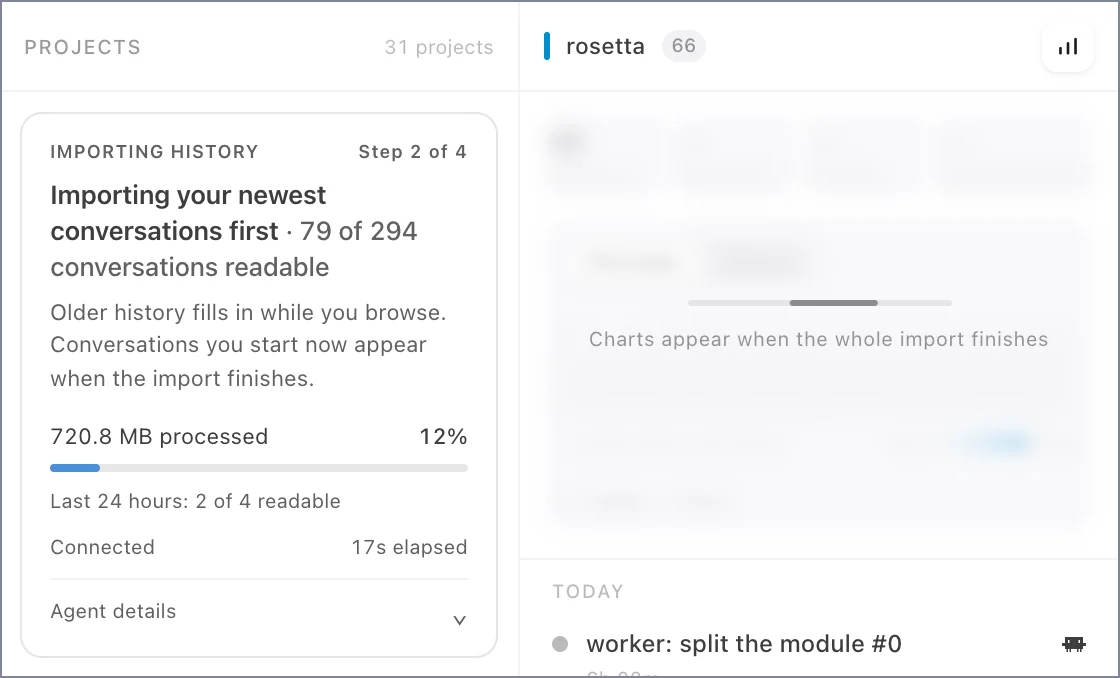 PROJECTS
31 projects
IMPORTING HISTORY
Step 2 of 4
Importing your newest
conversations first · 79 of 294
conversations readable
Older history fills in while you browse.
Conversations you start now appear
when the import finishes.
720.8 MB processed
12%
Last 24 hours: 2 of 4 readable
Connected
17s elapsed
Agent details
rosetta
66
Charts appear when the whole import finishes
TODAY
worker: split the module #0